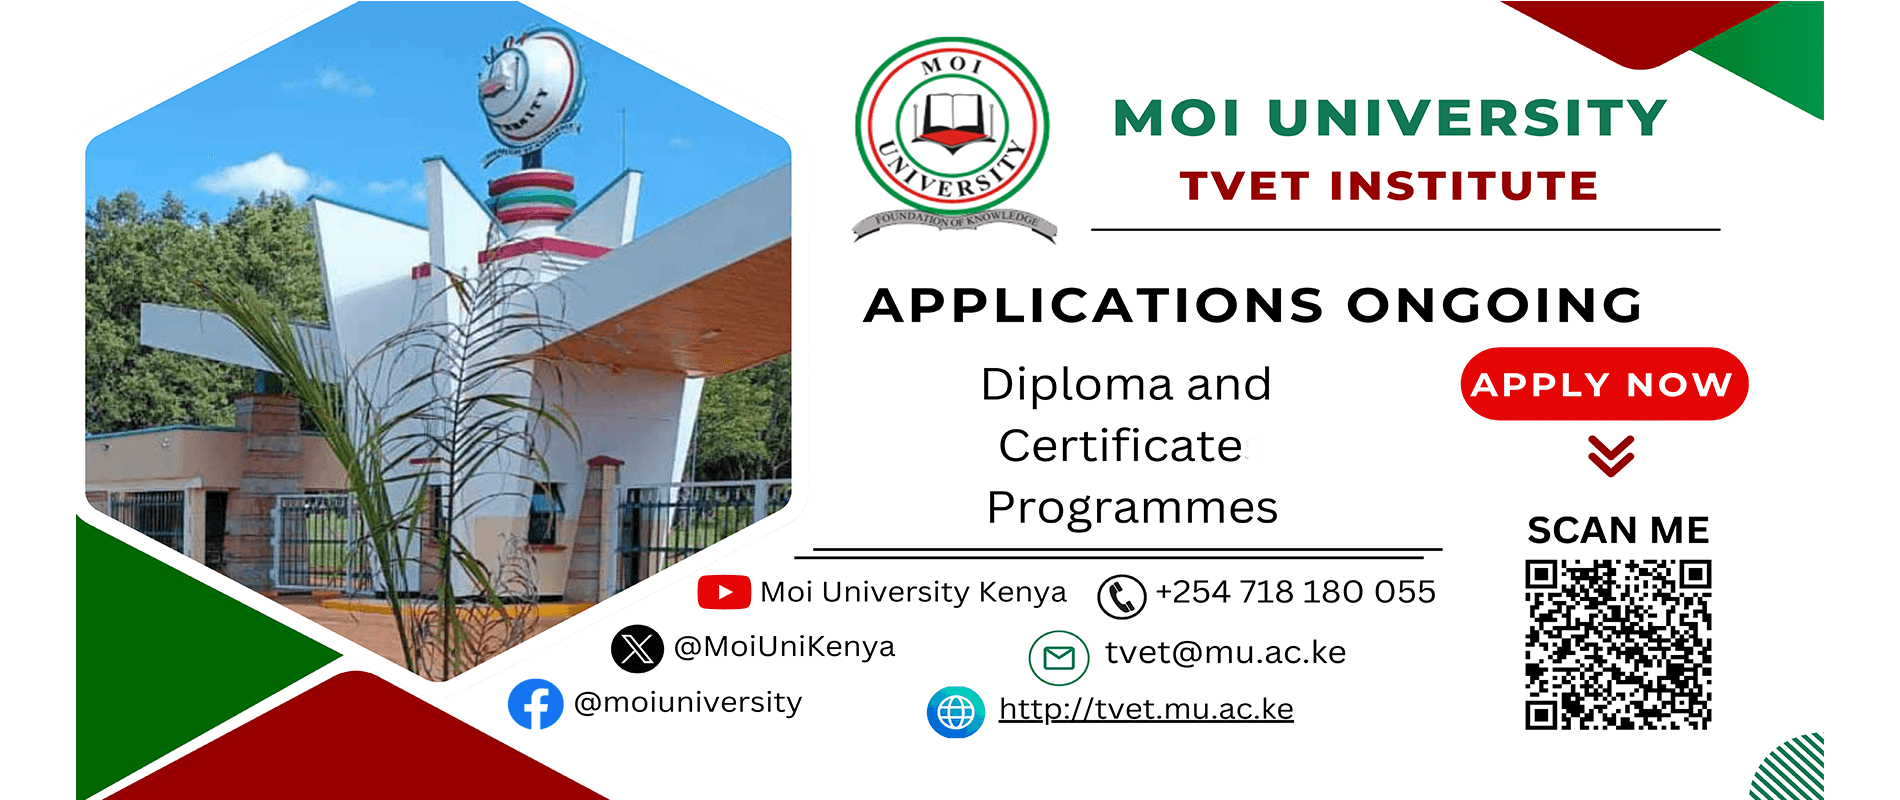 MOI
UNIVERSITY
FOUNDATION OF KNOWLEDGE
MOI UNIVERSITY
TVET INSTITUTE
APPLICATIONS ONGOING
Diploma and
Certificate
Programmes
APPLY NOW
SCAN ME
Moi University Kenya
+254 718 180 055
@MoiUniKenya
tvet@mu.ac.ke
@moiuniversity
http://tvet.mu.ac.ke